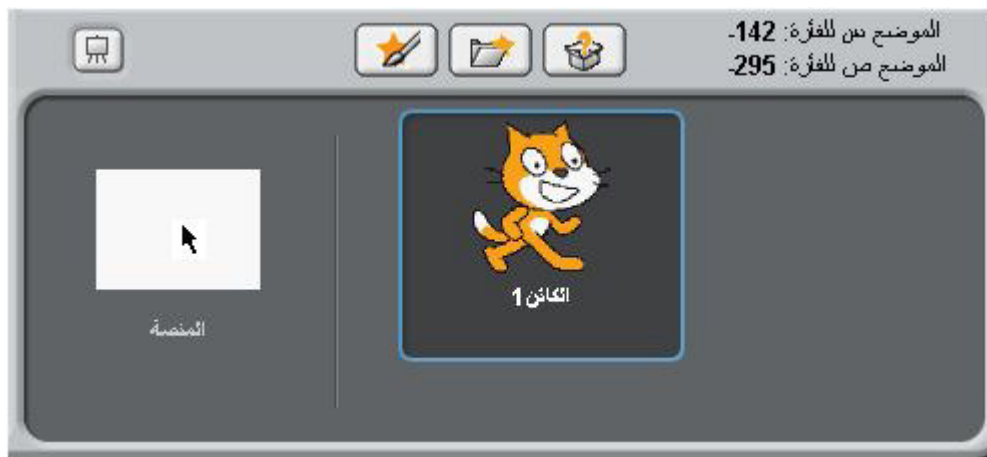 الموضع س للفأرة: 142-
الموضع ص للفأرة: 295-
الكائن1
المنصة